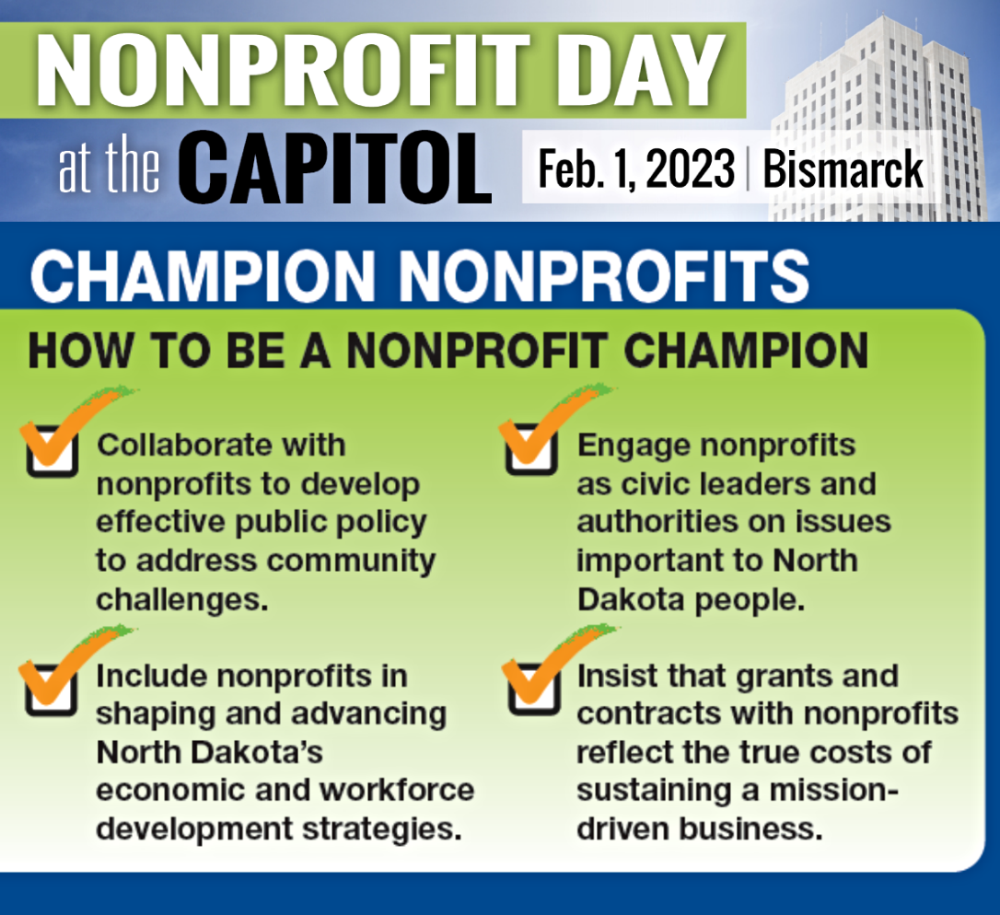 NONPROFIT DAY
at the CAPITOL
Feb. 1, 2023 | Bismarck
CHAMPION NONPROFITS
HOW TO BE A NONPROFIT CHAMPION
Collaborate with
nonprofits to develop
effective public policy
to address community
challenges.
Engage nonprofits
as civic leaders and
authorities on issues
important to North
Dakota people.
Include nonprofits in
shaping and advancing
North Dakota’s
economic and workforce
development strategies.
Insist that grants and
contracts with nonprofits
reflect the true costs of
sustaining a mission-
driven business.